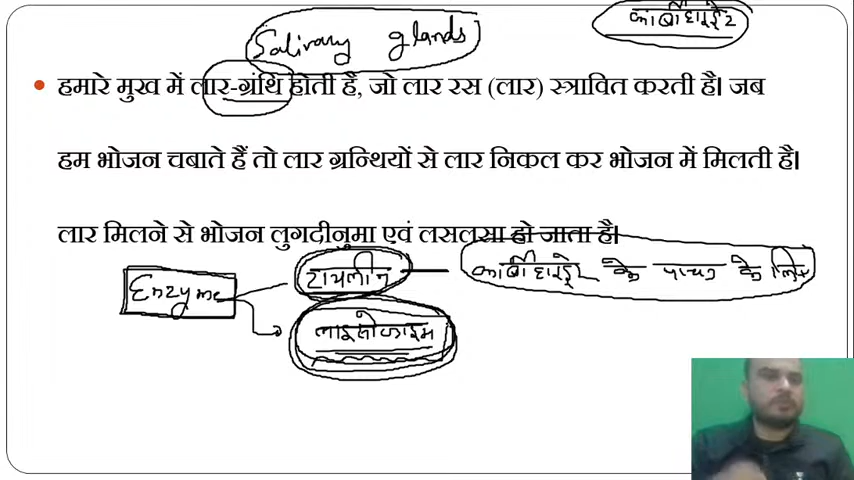 कार्बोहाइड्रेट
Salivary glands
• हमारे मुख में लार-ग्रंथि होती है, जो लार रस (लार) स्त्रावित करती है। जब
हम भोजन चबाते हैं तो लार ग्रन्थियों से लार निकल कर भोजन में मिलती है।
लार मिलने से भोजन लुगदीनुमा एवं लसलसा हो जाता है।
Enzyme टायलीन — कार्बोहाइड्रेट के पाचन के लिए
लाइसोजाइम